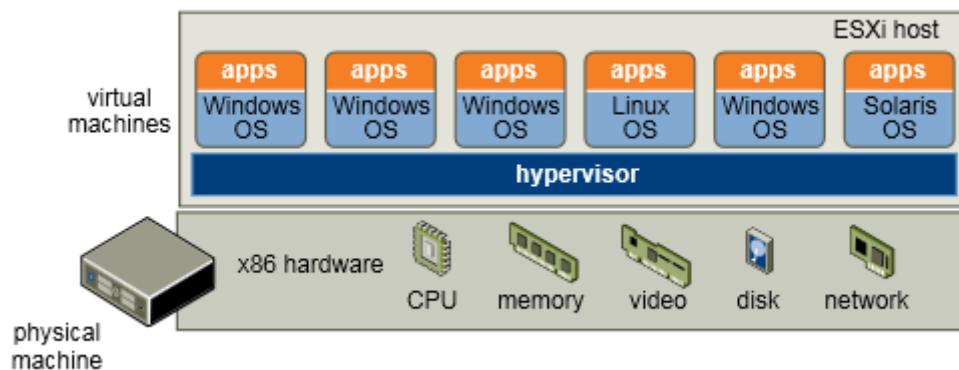 ESXi host
apps
apps
apps
apps
apps
apps
virtual
machines
Windows
OS
Windows
OS
Windows
OS
Linux
OS
Windows
OS
Solaris
OS
hypervisor
x86 hardware
CPU
memory
video
disk
network
physical
machine